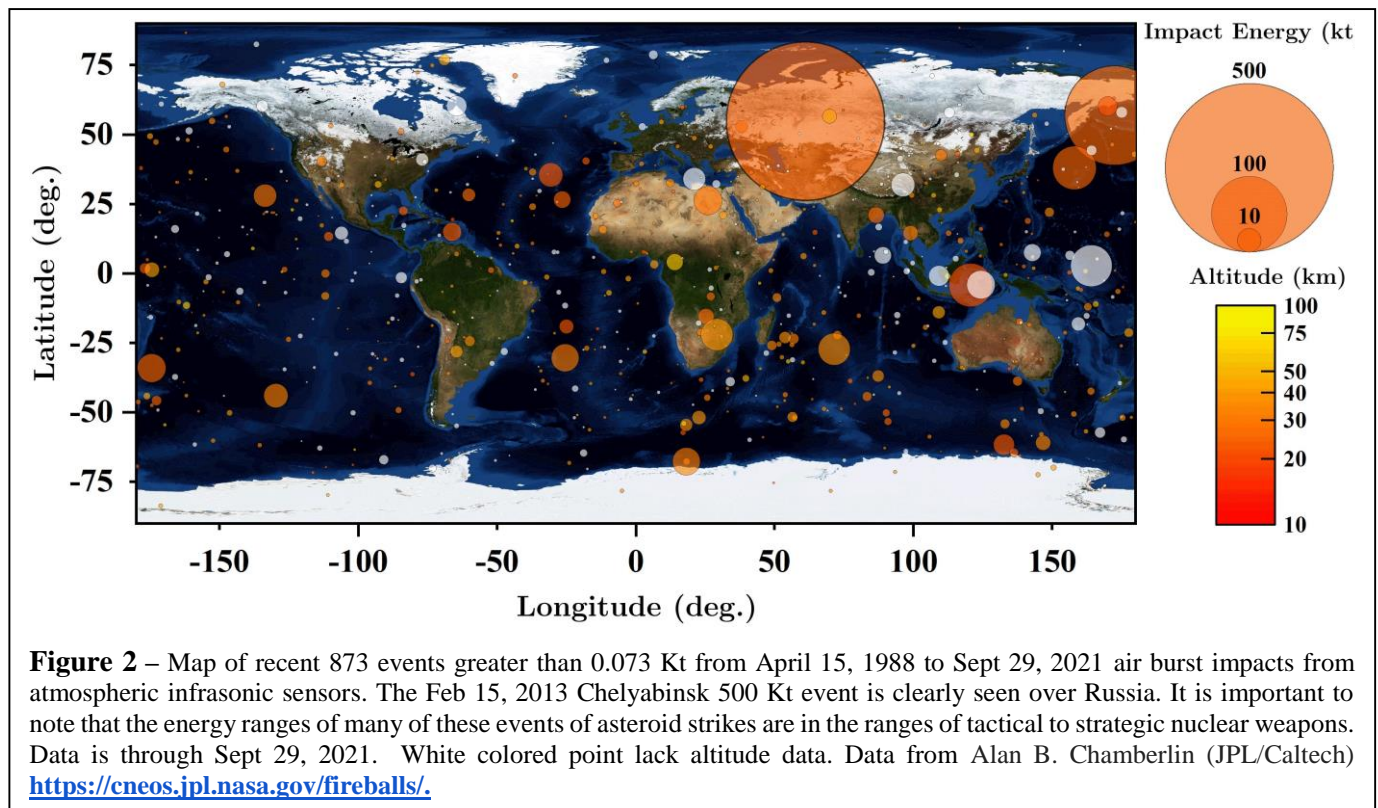 Impact Energy (kt
500
100
10
Altitude (km)
100
75
50
40
30
20
10
75
50
25
0
-25
-50
-75
Latitude (deg.)
-150
-100
-50
0
50
100
150
Longitude (deg.)
Figure 2 – Map of recent 873 events greater than 0.073 Kt from April 15, 1988 to Sept 29, 2021 air burst impacts from
atmospheric infrasonic sensors. The Feb 15, 2013 Chelyabinsk 500 Kt event is clearly seen over Russia. It is important to
note that the energy ranges of many of these events of asteroid strikes are in the ranges of tactical to strategic nuclear weapons.
Data is through Sept 29, 2021. White colored point lack altitude data. Data from Alan B. Chamberlin (JPL/Caltech)
https://cneos.jpl.nasa.gov/fireballs/.